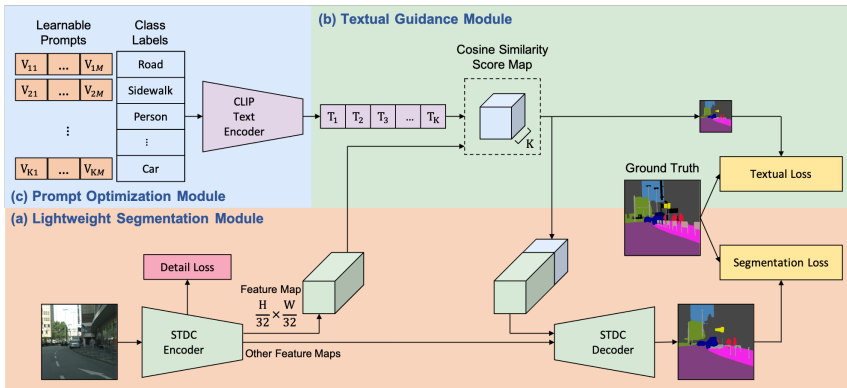 (b) Textual Guidance Module
Learnable
Prompts
Class
Labels
V11 ... V1M
Road
V21 ... V2M
Sidewalk
Person
⋮
⋮
VK1 ... VKM
Car
CLIP
Text
Encoder
T1 T2 T3 ... TK
Cosine Similarity
Score Map
K
Ground Truth
Textual Loss
(c) Prompt Optimization Module
(a) Lightweight Segmentation Module
Segmentation Loss
Detail Loss
Feature Map
H/32 × W/32
STDC
Encoder
Other Feature Maps
STDC
Decoder